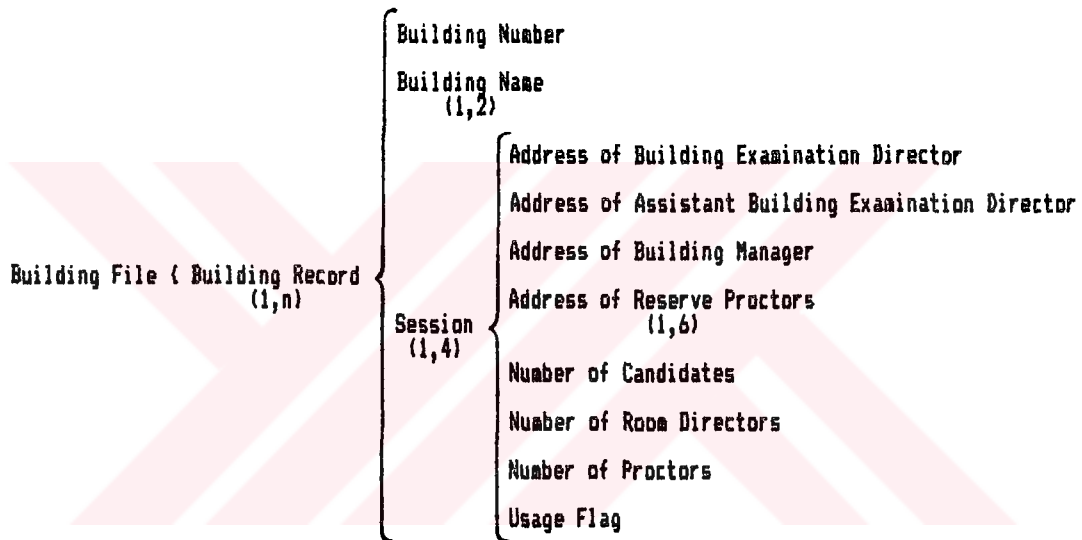 Building Number
Building Name
(1,2)
Address of Building Examination Director
Address of Assistant Building Examination Director
Address of Building Manager
Building File { Building Record
(1,n)
Address of Reserve Proctors
(1,6)
Session
(1,4)
Number of Candidates
Number of Room Directors
Number of Proctors
Usage Flag